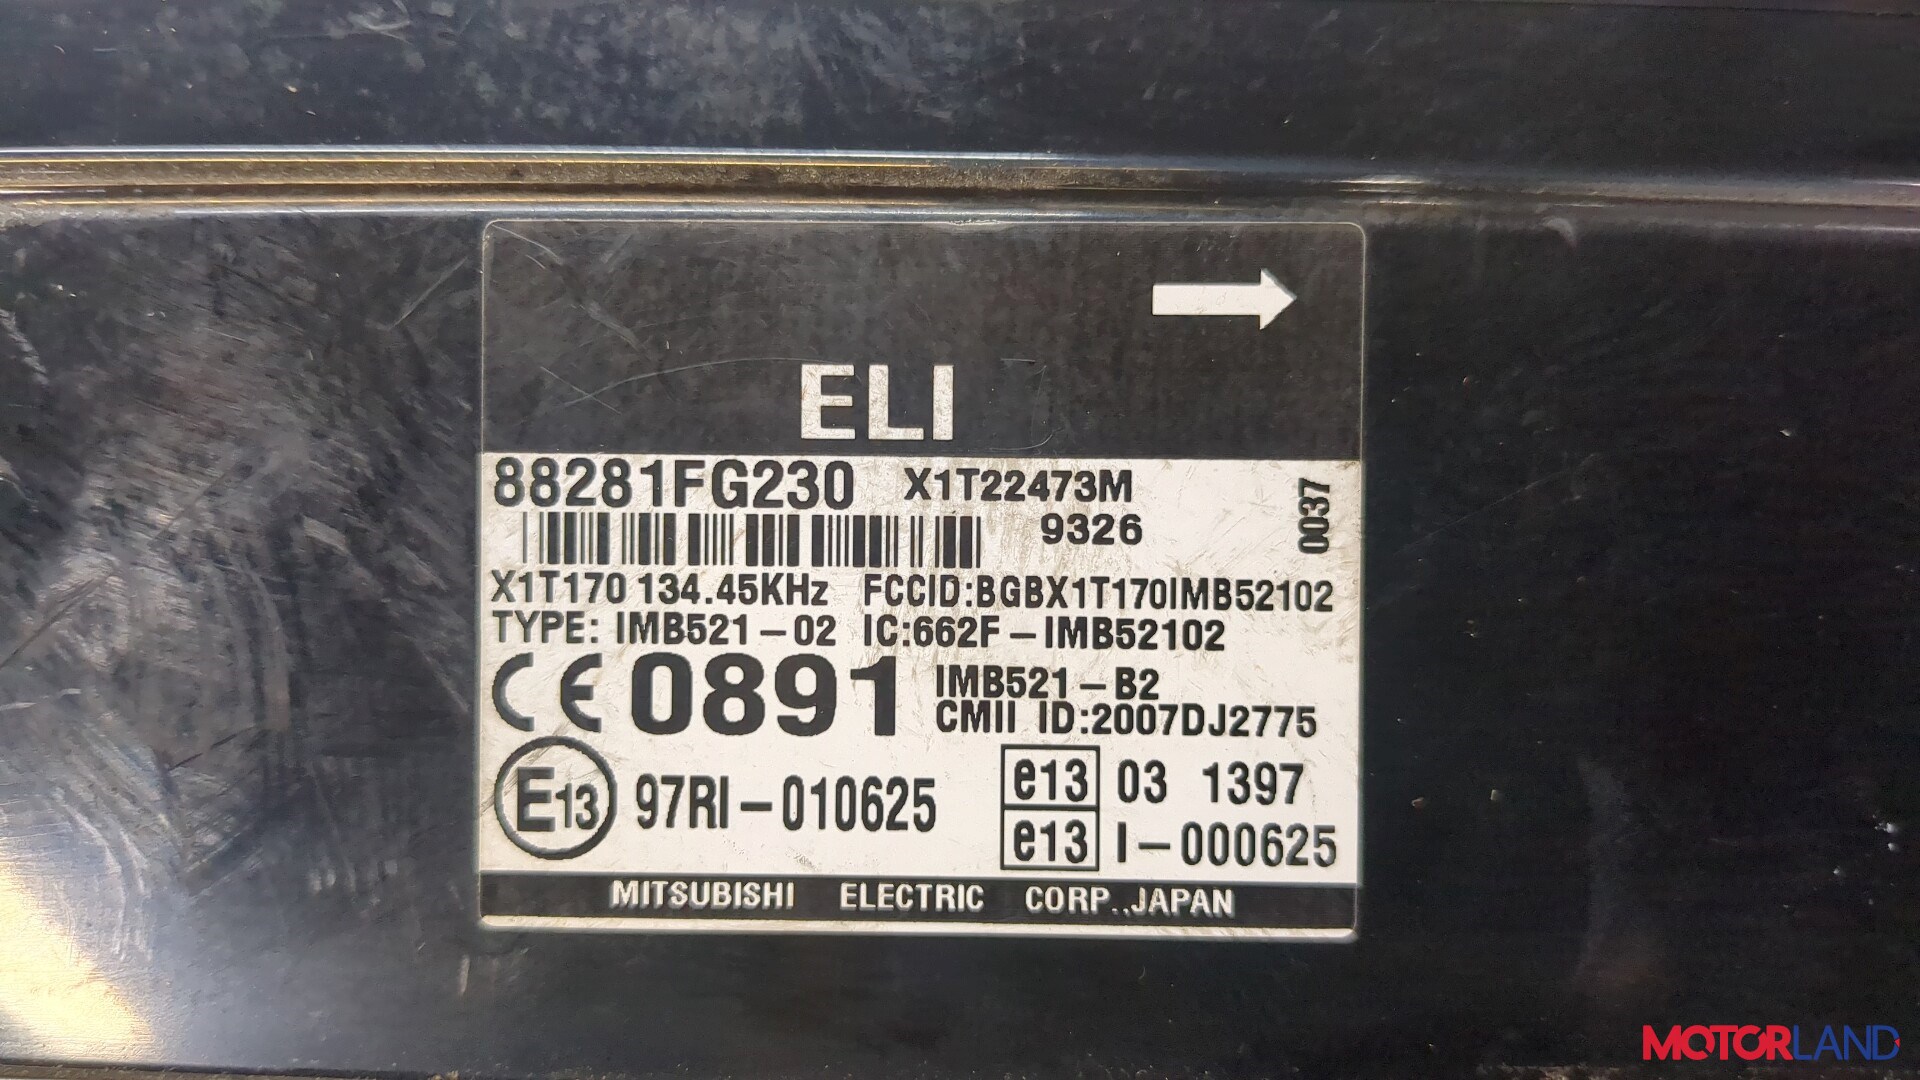 ELI
88281FG230 X1T22473M
9326
0037
X1T170 134.45KHz FCCID:BGBX1T170IMB52102
TYPE: IMB521-02 IC:662F-IMB52102
CE 0891 IMB521-B2
CMII ID:2007DJ2775
E13 97RI-010625 e13 03 1397
e13 I-000625
MITSUBISHI ELECTRIC CORP.,JAPAN
MOTORLAND